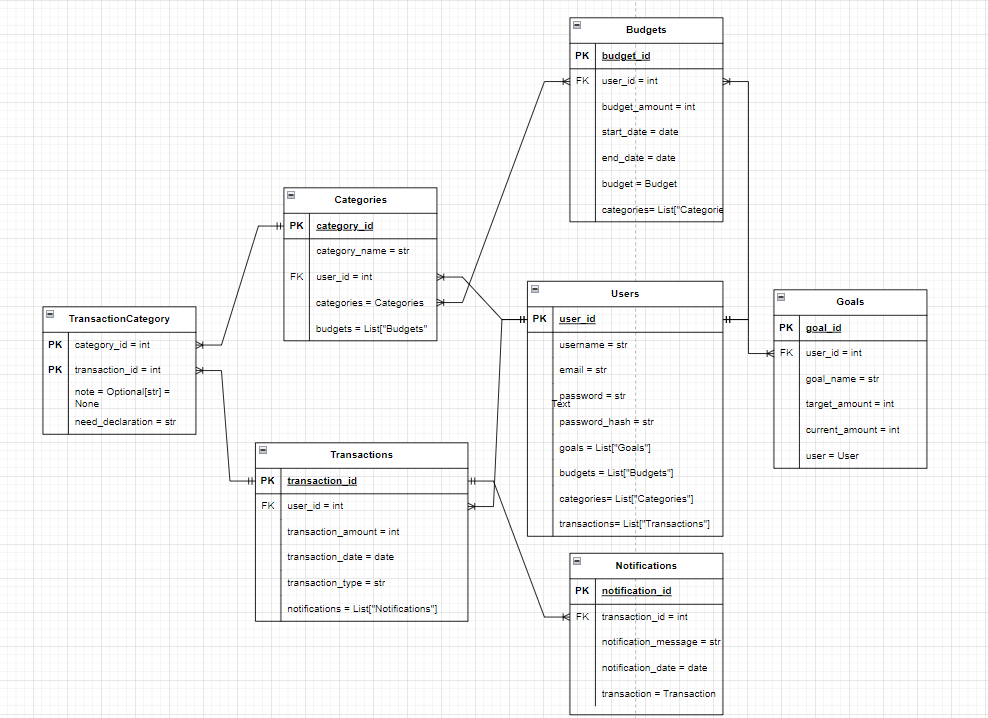 Budgets
PK budget_id
FK user_id = int
budget_amount = int
start_date = date
end_date = date
budget = Budget
categories= List["Categorie
Categories
PK category_id
category_name = str
FK user_id = int
categories = Categories
budgets = List["Budgets"
TransactionCategory
PK category_id = int
PK transaction_id = int
note = Optional[str] =
None
need_declaration = str
Users
PK user_id
username = str
email = str
password = str
Text
password_hash = str
goals = List["Goals"]
budgets = List["Budgets"]
categories= List["Categories"]
transactions= List["Transactions"]
Goals
PK goal_id
FK user_id = int
goal_name = str
target_amount = int
current_amount = int
user = User
Transactions
PK transaction_id
FK user_id = int
transaction_amount = int
transaction_date = date
transaction_type = str
notifications = List["Notifications"]
Notifications
PK notification_id
FK transaction_id = int
notification_message = str
notification_date = date
transaction = Transaction